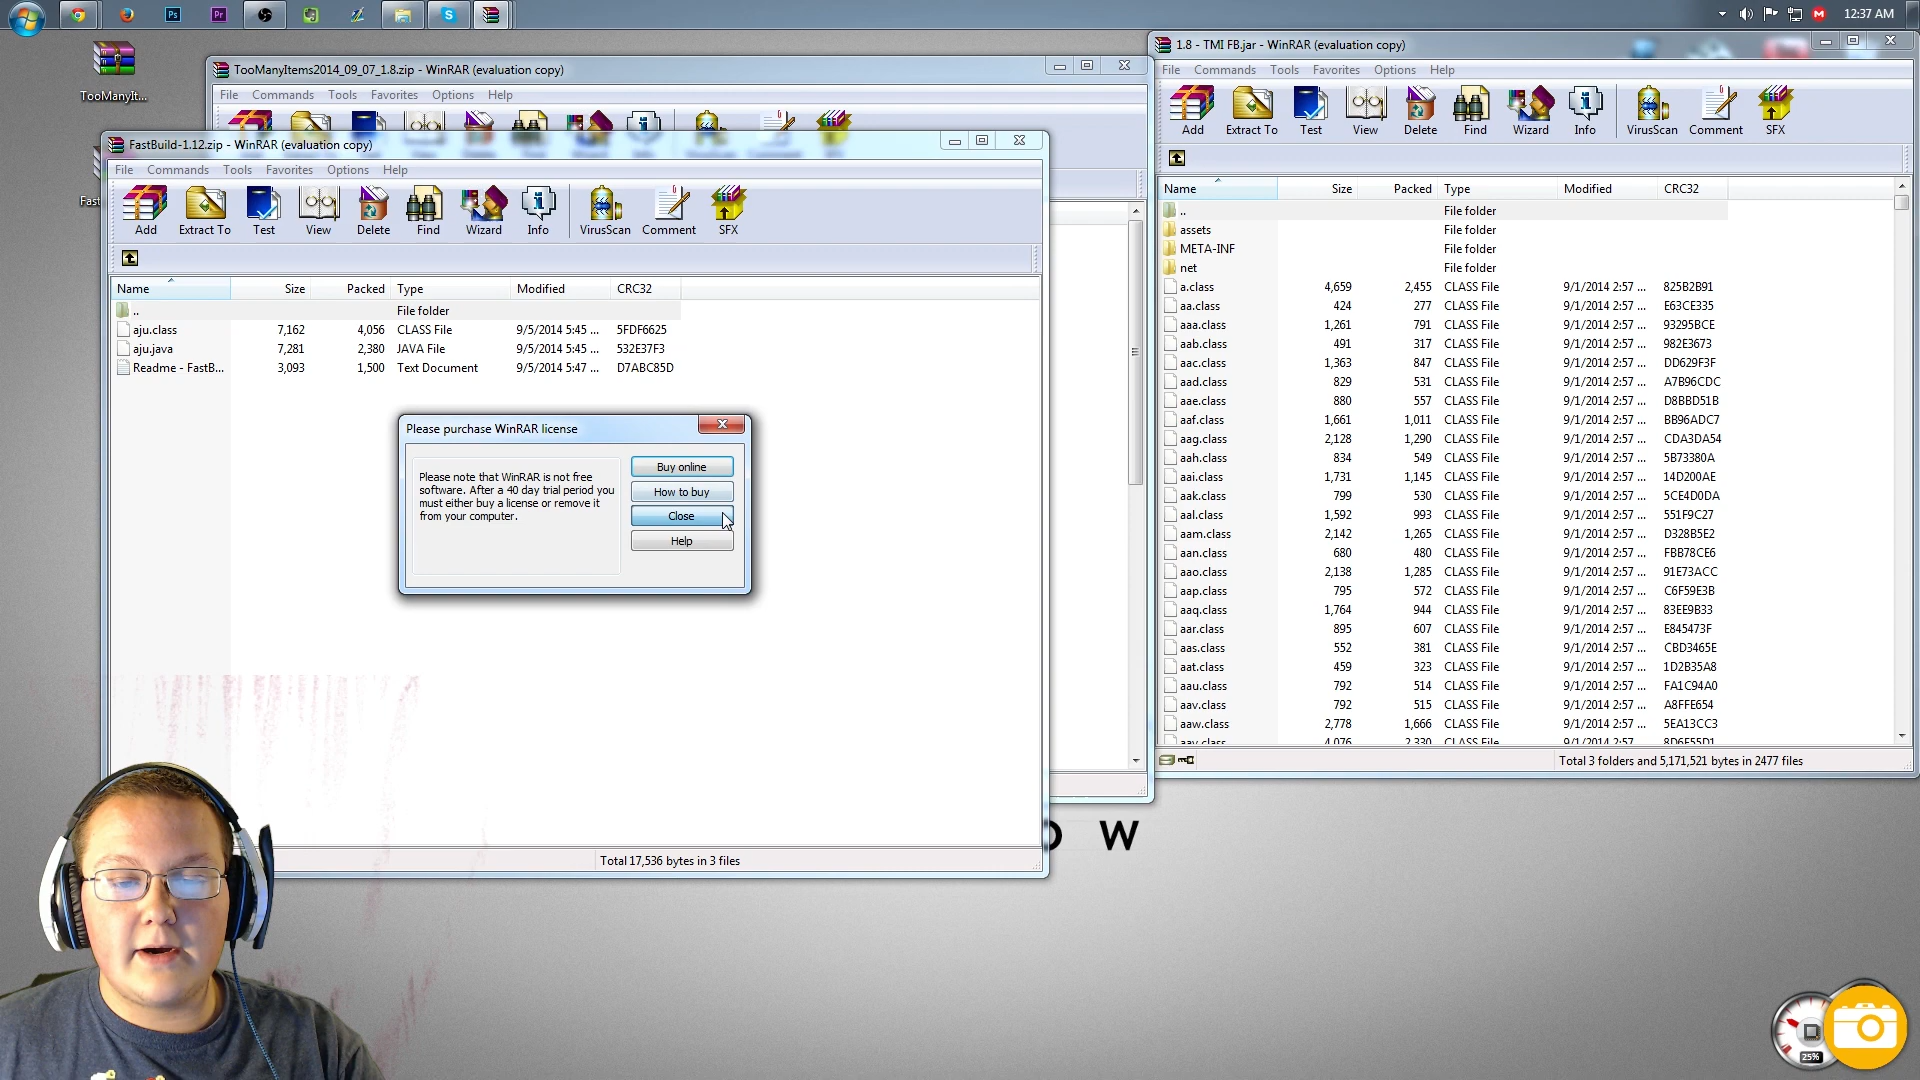 12:37 AM
TooManyIt...
TooManyItems2014_09_07_1.8.zip - WinRAR (evaluation copy)
File Commands Tools Favorites Options Help
FastBuild-1.12.zip - WinRAR (evaluation copy)
File Commands Tools Favorites Options Help
Add Extract To Test View Delete Find Wizard Info VirusScan Comment SFX
Name Size Packed Type Modified CRC32
.. File folder
aju.class 7,162 4,056 CLASS File 9/5/2014 5:45 ... 5FDF6625
aju.java 7,281 2,380 JAVA File 9/5/2014 5:45 ... 532E37F3
Readme - FastB... 3,093 1,500 Text Document 9/5/2014 5:47 ... D7ABC85D
Please purchase WinRAR license
Please note that WinRAR is not free
software. After a 40 day trial period you
must either buy a license or remove it
from your computer.
Buy online
How to buy
Close
Help
Total 17,536 bytes in 3 files
1.8 - TMI FB.jar - WinRAR (evaluation copy)
File Commands Tools Favorites Options Help
Add Extract To Test View Delete Find Wizard Info VirusScan Comment SFX
Name Size Packed Type Modified CRC32
.. File folder
assets File folder
META-INF File folder
net File folder
a.class 4,659 2,455 CLASS File 9/1/2014 2:57 ... 825B2B91
aa.class 424 277 CLASS File 9/1/2014 2:57 ... E63CE335
aaa.class 1,261 791 CLASS File 9/1/2014 2:57 ... 93295BCE
aab.class 491 317 CLASS File 9/1/2014 2:57 ... 982E3673
aac.class 1,363 847 CLASS File 9/1/2014 2:57 ... DD629F3F
aad.class 829 531 CLASS File 9/1/2014 2:57 ... A7B96CDC
aae.class 880 557 CLASS File 9/1/2014 2:57 ... D8BBD51B
aaf.class 1,661 1,011 CLASS File 9/1/2014 2:57 ... BB96ADC7
aag.class 2,128 1,290 CLASS File 9/1/2014 2:57 ... CDA3DA54
aah.class 834 549 CLASS File 9/1/2014 2:57 ... 5B73380A
aai.class 1,731 1,145 CLASS File 9/1/2014 2:57 ... 14D200AE
aak.class 799 530 CLASS File 9/1/2014 2:57 ... 5CE4D0DA
aal.class 1,592 993 CLASS File 9/1/2014 2:57 ... 551F9C27
aam.class 2,142 1,265 CLASS File 9/1/2014 2:57 ... D328B5E2
aan.class 680 480 CLASS File 9/1/2014 2:57 ... FBB78CE6
aao.class 2,138 1,285 CLASS File 9/1/2014 2:57 ... 91E73ACC
aap.class 795 572 CLASS File 9/1/2014 2:57 ... C6F59E3B
aaq.class 1,764 944 CLASS File 9/1/2014 2:57 ... 83EE9B33
aar.class 895 607 CLASS File 9/1/2014 2:57 ... E845473F
aas.class 552 381 CLASS File 9/1/2014 2:57 ... CBD3465E
aat.class 459 323 CLASS File 9/1/2014 2:57 ... 1D2B35A8
aau.class 792 514 CLASS File 9/1/2014 2:57 ... FA1C94A0
aav.class 792 515 CLASS File 9/1/2014 2:57 ... A8FFE654
aaw.class 2,778 1,666 CLASS File 9/1/2014 2:57 ... 5EA13CC3
Total 3 folders and 5,171,521 bytes in 2477 files
W
25%